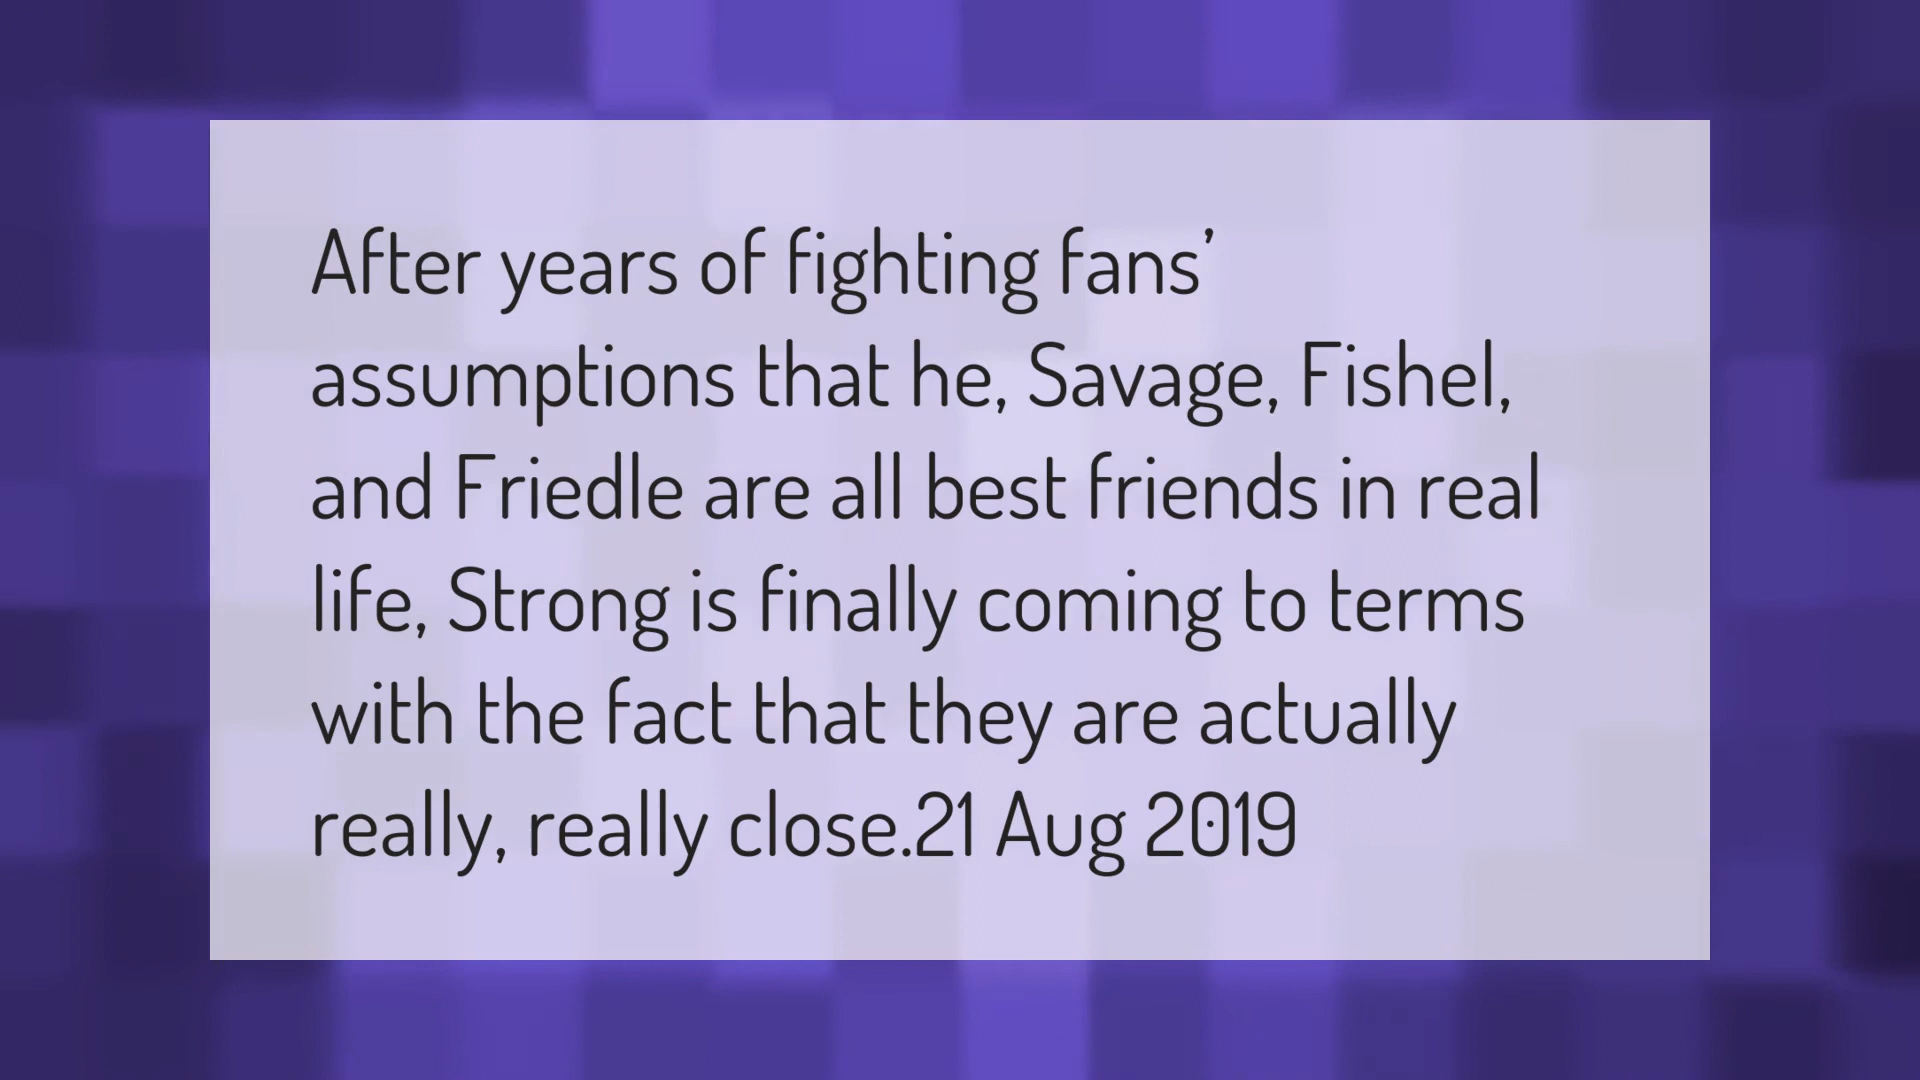 After years of fighting fans’
assumptions that he, Savage, Fishel,
and Friedle are all best friends in real
life, Strong is finally coming to terms
with the fact that they are actually
really, really close.21 Aug 2019